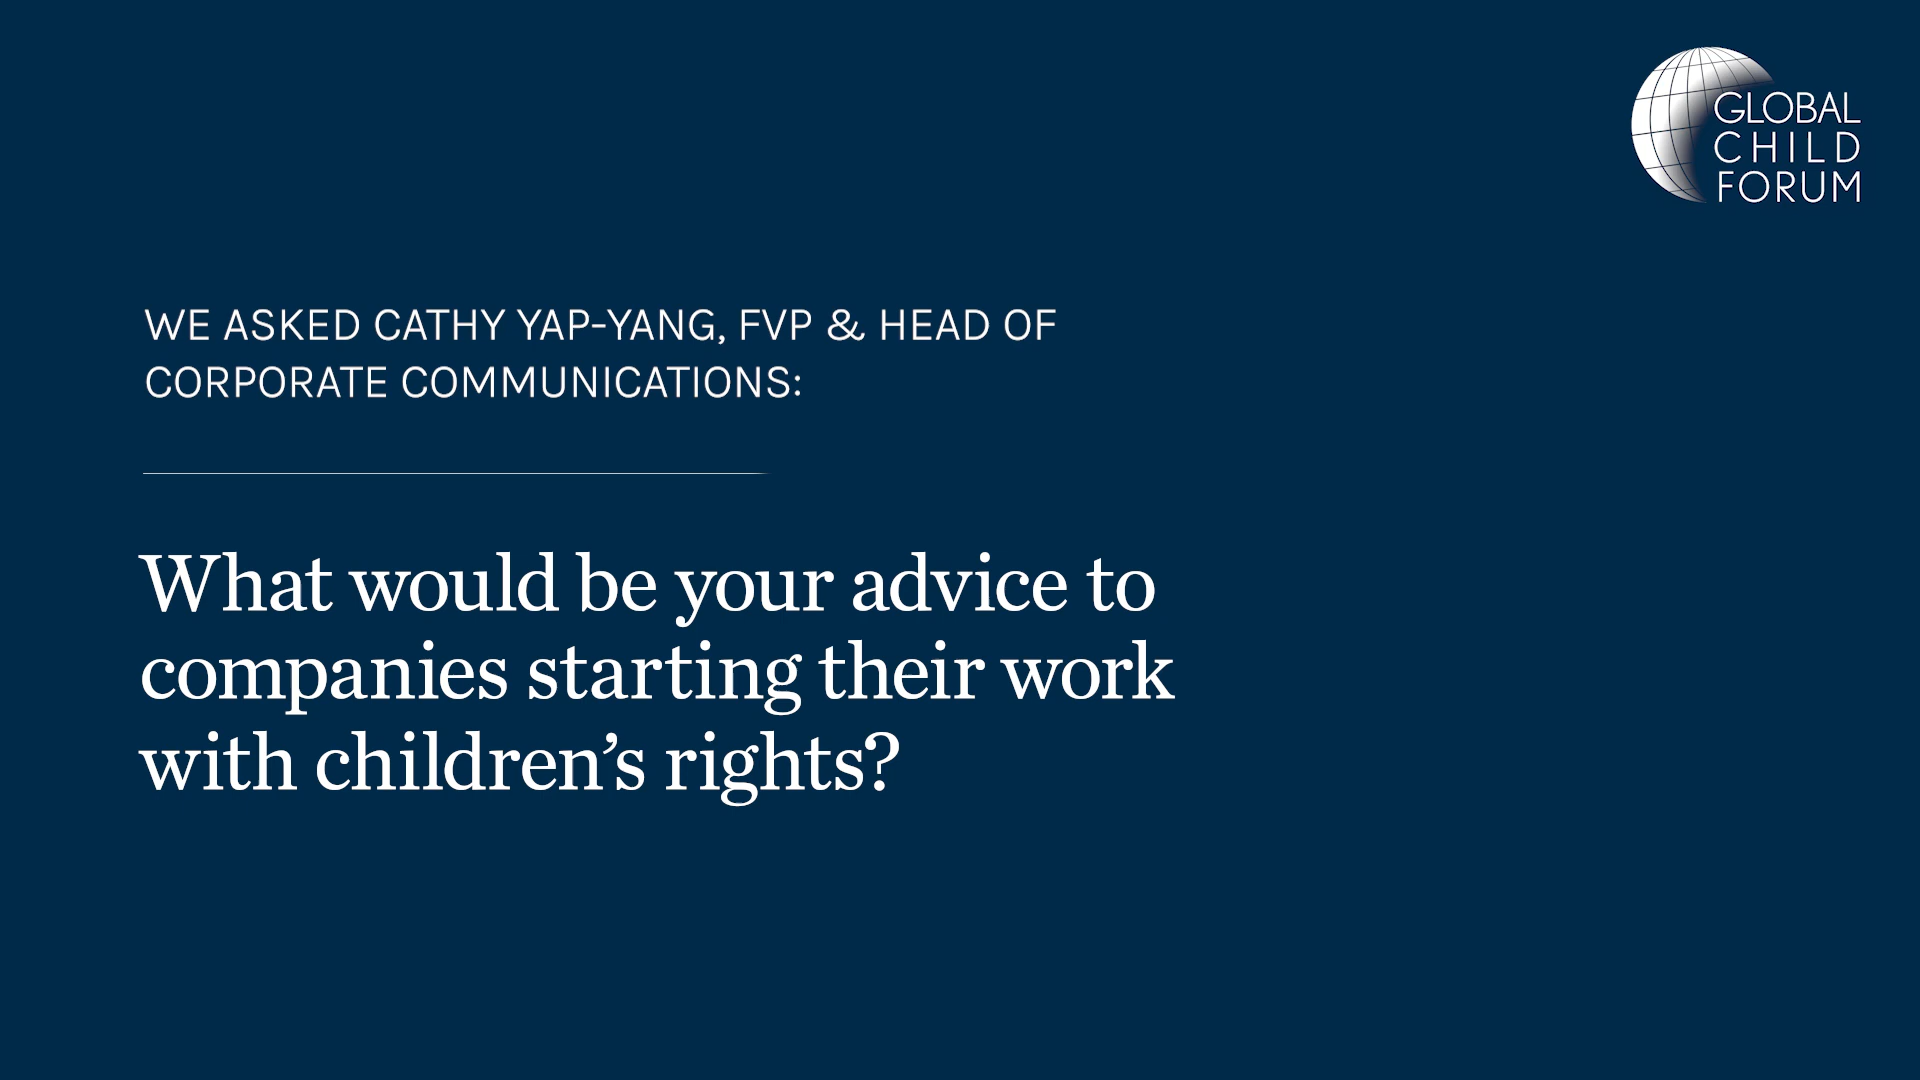 GLOBAL
CHILD
FORUM
WE ASKED CATHY YAP-YANG, FVP & HEAD OF
CORPORATE COMMUNICATIONS:
What would be your advice to
companies starting their work
with children’s rights?